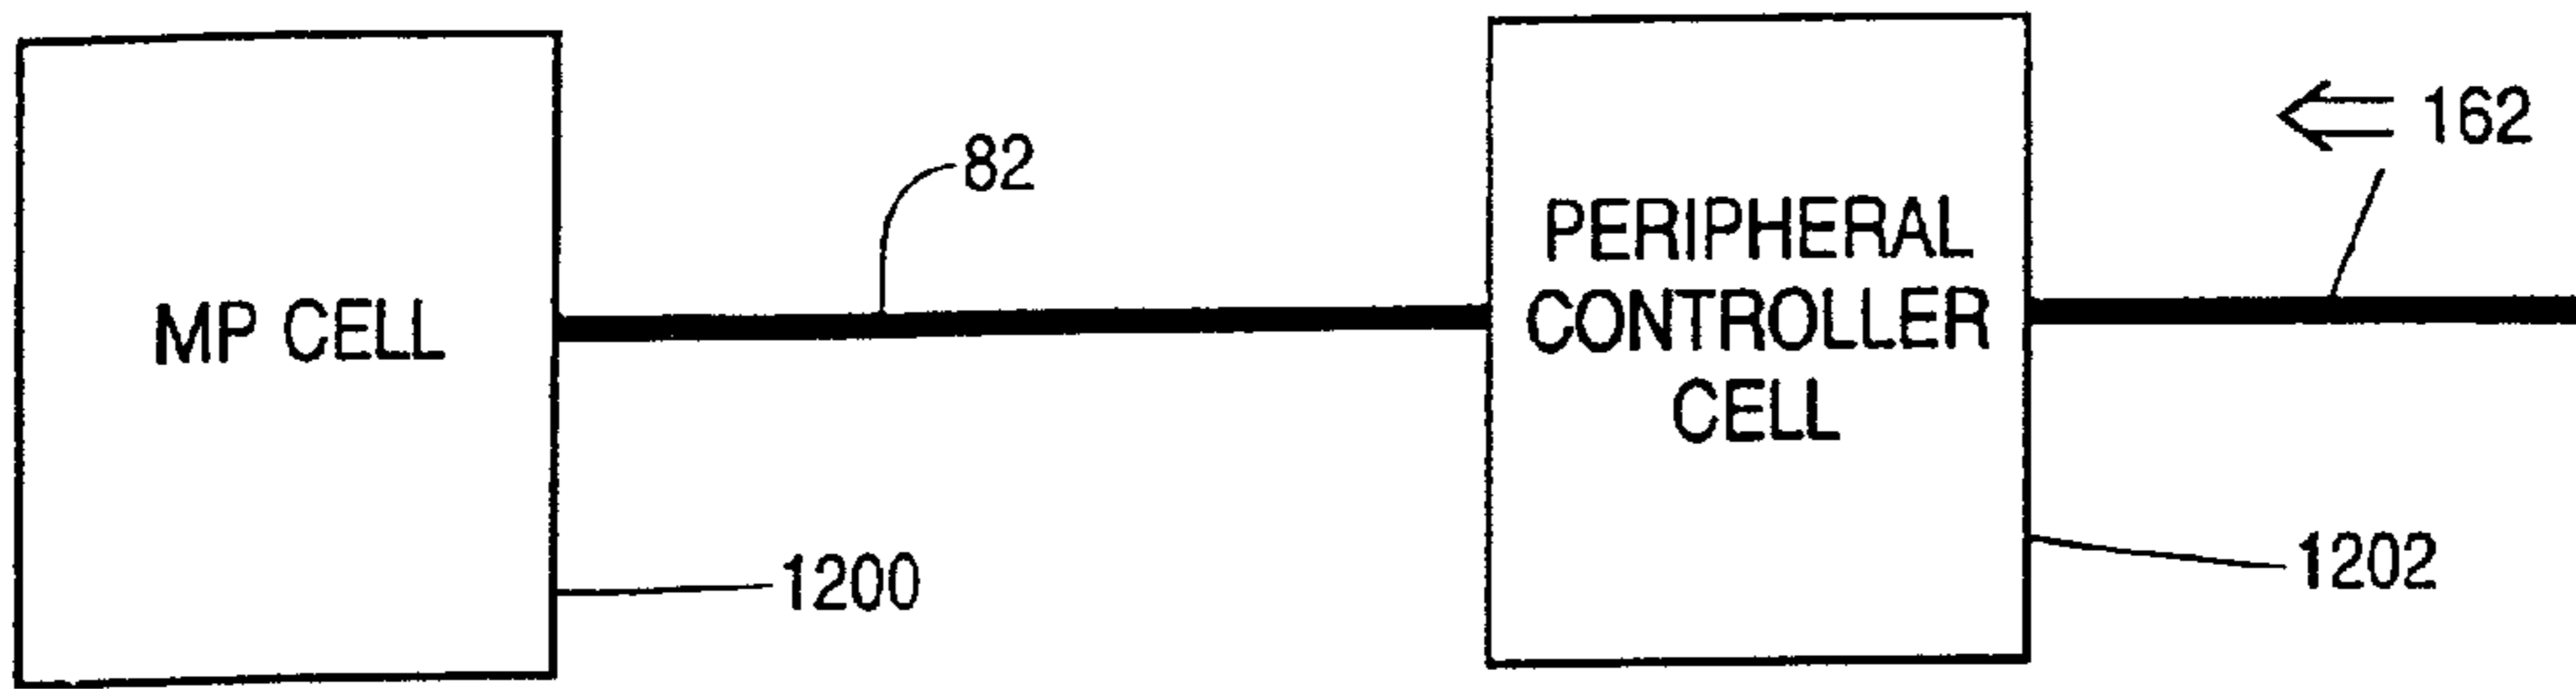 MP CELL
82
1200
PERIPHERAL
CONTROLLER
CELL
162
1202